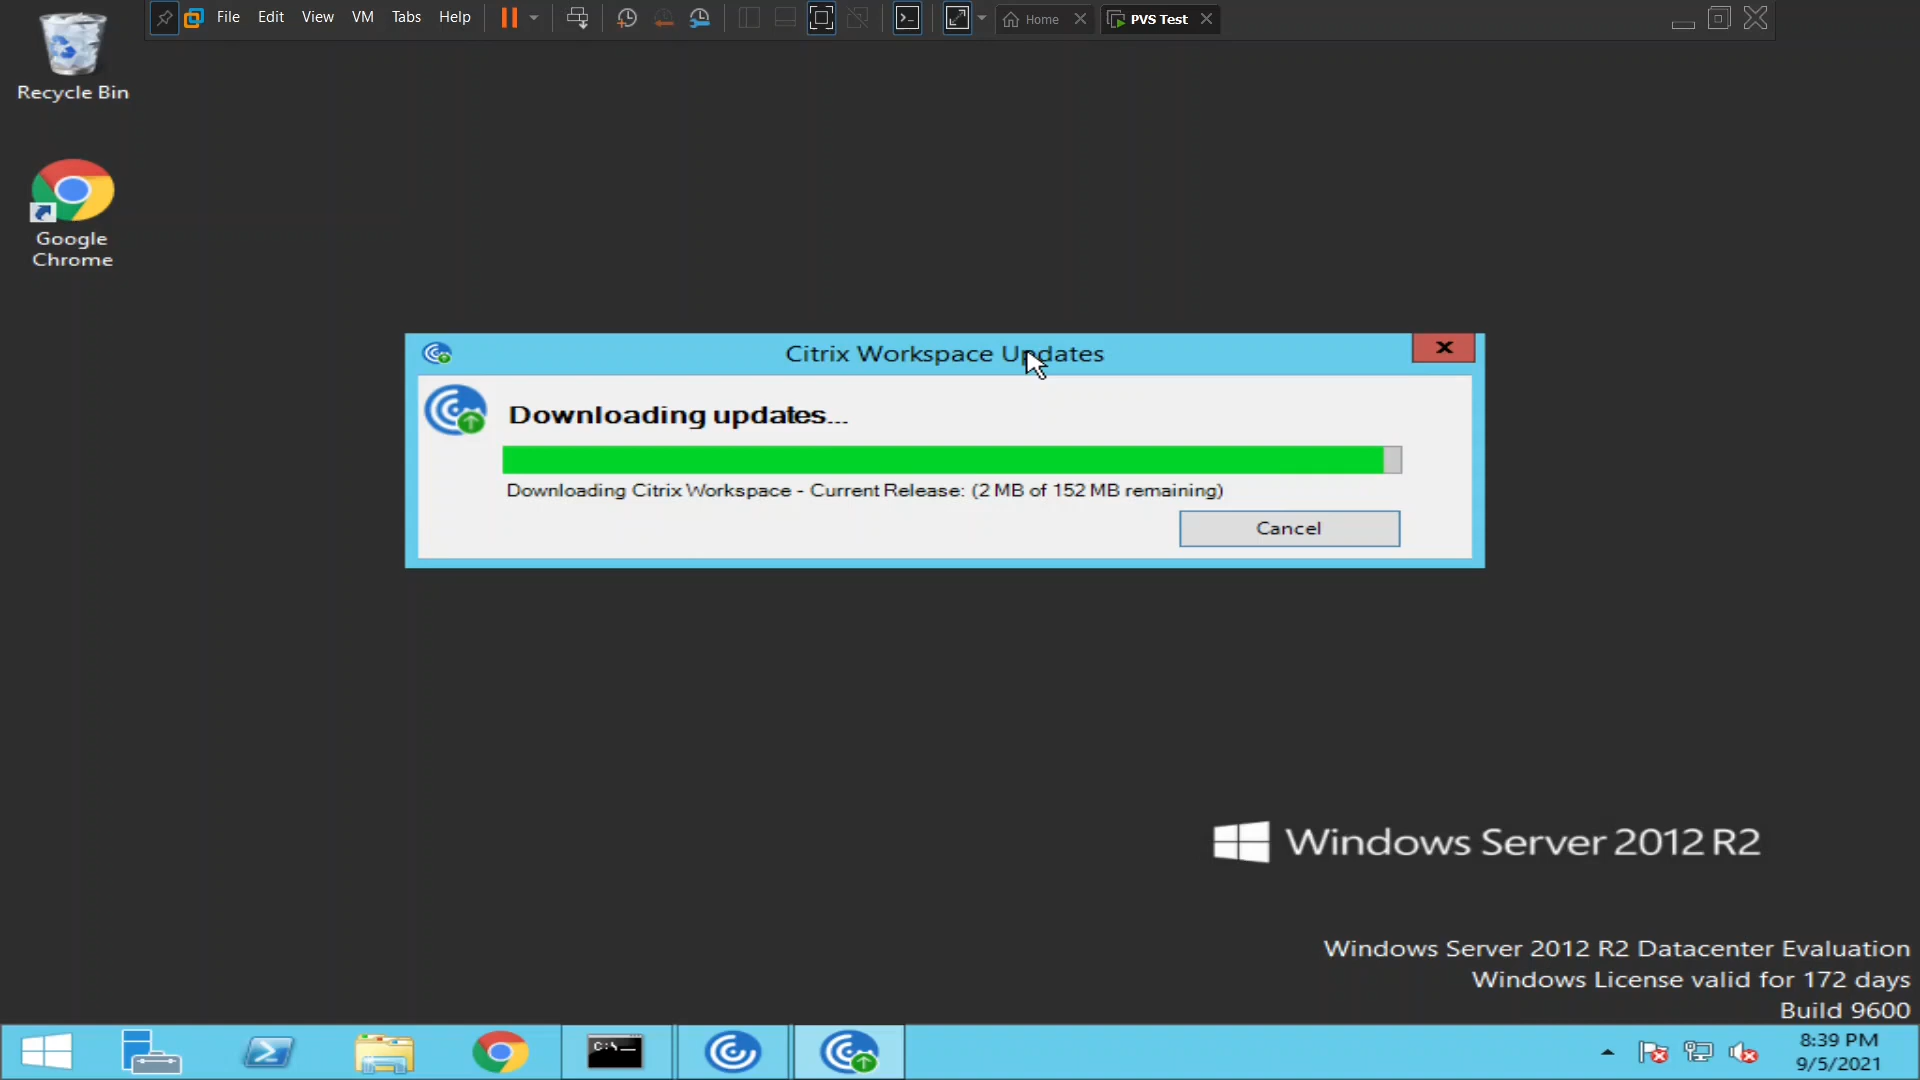 File Edit View VM Tabs Help Home PVS Test
Recycle Bin
Google
Chrome
Citrix Workspace Updates
Downloading updates...
Downloading Citrix Workspace - Current Release: (2 MB of 152 MB remaining)
Cancel
Windows Server 2012 R2
Windows Server 2012 R2 Datacenter Evaluation
Windows License valid for 172 days
Build 9600
C:\
8:39 PM
9/5/2021